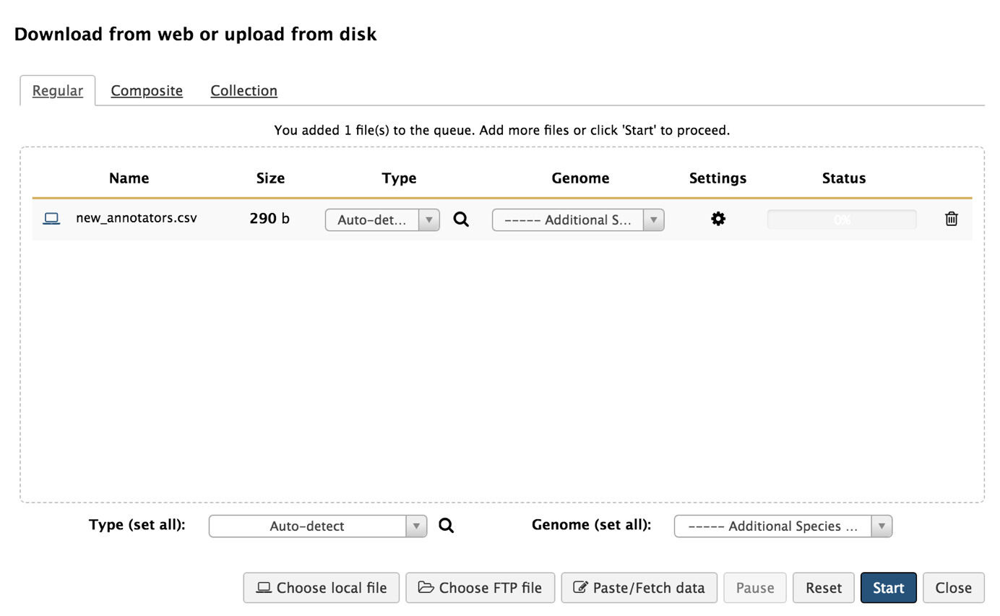 Download from web or upload from disk
Regular Composite Collection
You added 1 file(s) to the queue. Add more files or click 'Start' to proceed.
Name Size Type Genome Settings Status
new_annotators.csv 290 b Auto-det... ----- Additional S... 0%
Type (set all): Auto-detect Genome (set all): ----- Additional Species ...
Choose local file Choose FTP file Paste/Fetch data Pause Reset Start Close